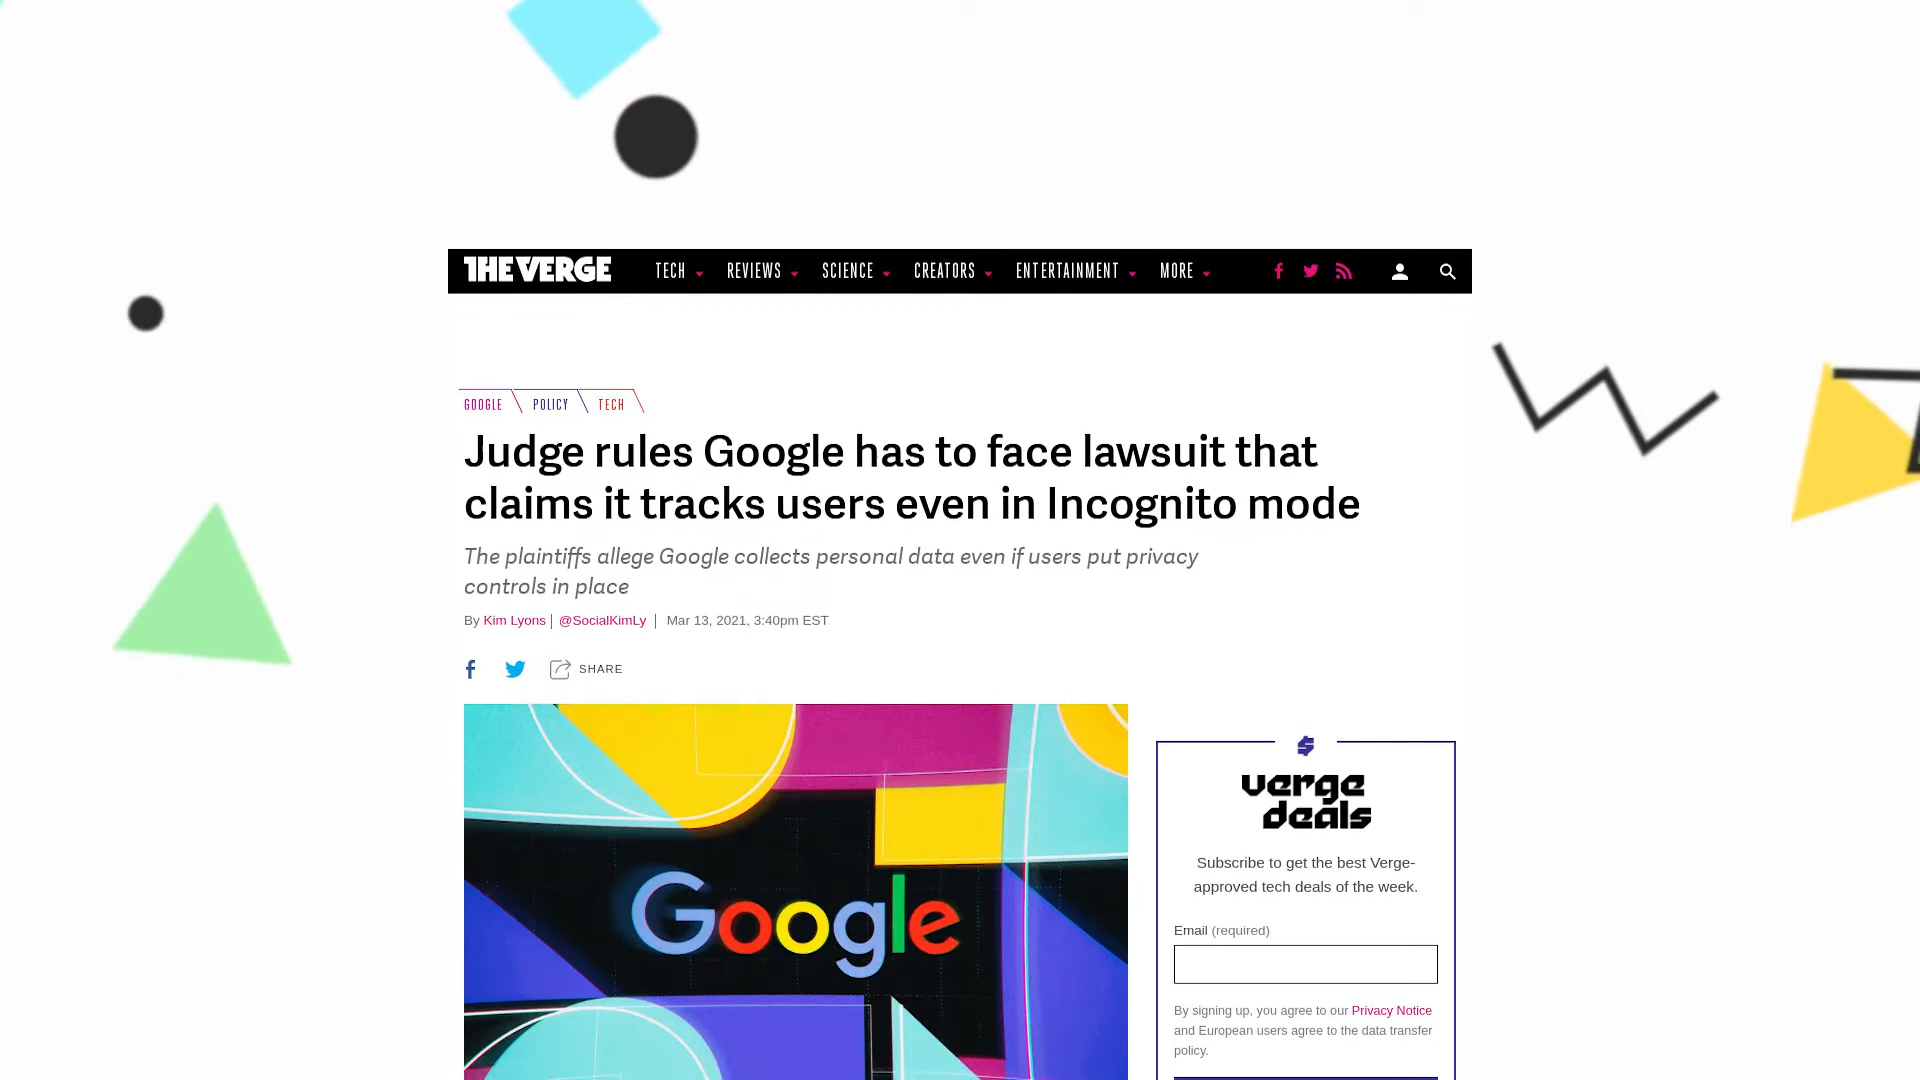 THE VERGE TECH REVIEWS SCIENCE CREATORS ENTERTAINMENT MORE
GOOGLE POLICY TECH
Judge rules Google has to face lawsuit that
claims it tracks users even in Incognito mode
The plaintiffs allege Google collects personal data even if users put privacy
controls in place
By Kim Lyons | @SocialKimLy | Mar 13, 2021, 3:40pm EST
SHARE
Google
verge
deals
Subscribe to get the best Verge-
approved tech deals of the week.
Email (required)
By signing up, you agree to our Privacy Notice
and European users agree to the data transfer
policy.